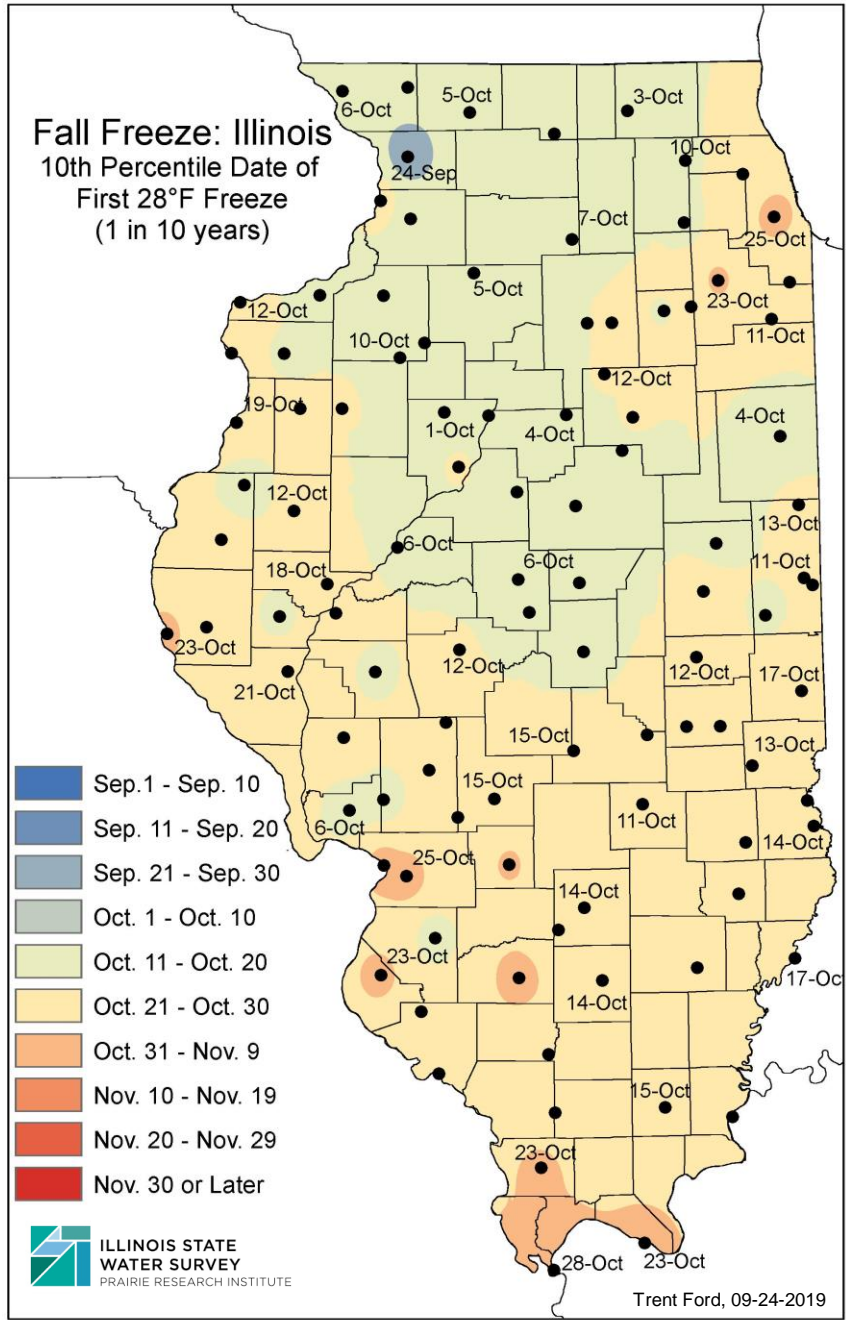 Fall Freeze: Illinois
10th Percentile Date of
First 28°F Freeze
(1 in 10 years)
6-Oct
5-Oct
3-Oct
24-Sep
10-Oct
7-Oct
25-Oct
5-Oct
23-Oct
12-Oct
11-Oct
10-Oct
12-Oct
19-Oct
1-Oct
4-Oct
4-Oct
12-Oct
13-Oct
6-Oct
6-Oct
11-Oct
18-Oct
23-Oct
12-Oct
12-Oct
17-Oct
21-Oct
15-Oct
13-Oct
15-Oct
11-Oct
6-Oct
14-Oct
25-Oct
14-Oct
23-Oct
14-Oct
17-Oct
15-Oct
23-Oct
28-Oct
23-Oct
Sep.1 - Sep. 10
Sep. 11 - Sep. 20
Sep. 21 - Sep. 30
Oct. 1 - Oct. 10
Oct. 11 - Oct. 20
Oct. 21 - Oct. 30
Oct. 31 - Nov. 9
Nov. 10 - Nov. 19
Nov. 20 - Nov. 29
Nov. 30 or Later
ILLINOIS STATE
WATER SURVEY
PRAIRIE RESEARCH INSTITUTE
Trent Ford, 09-24-2019